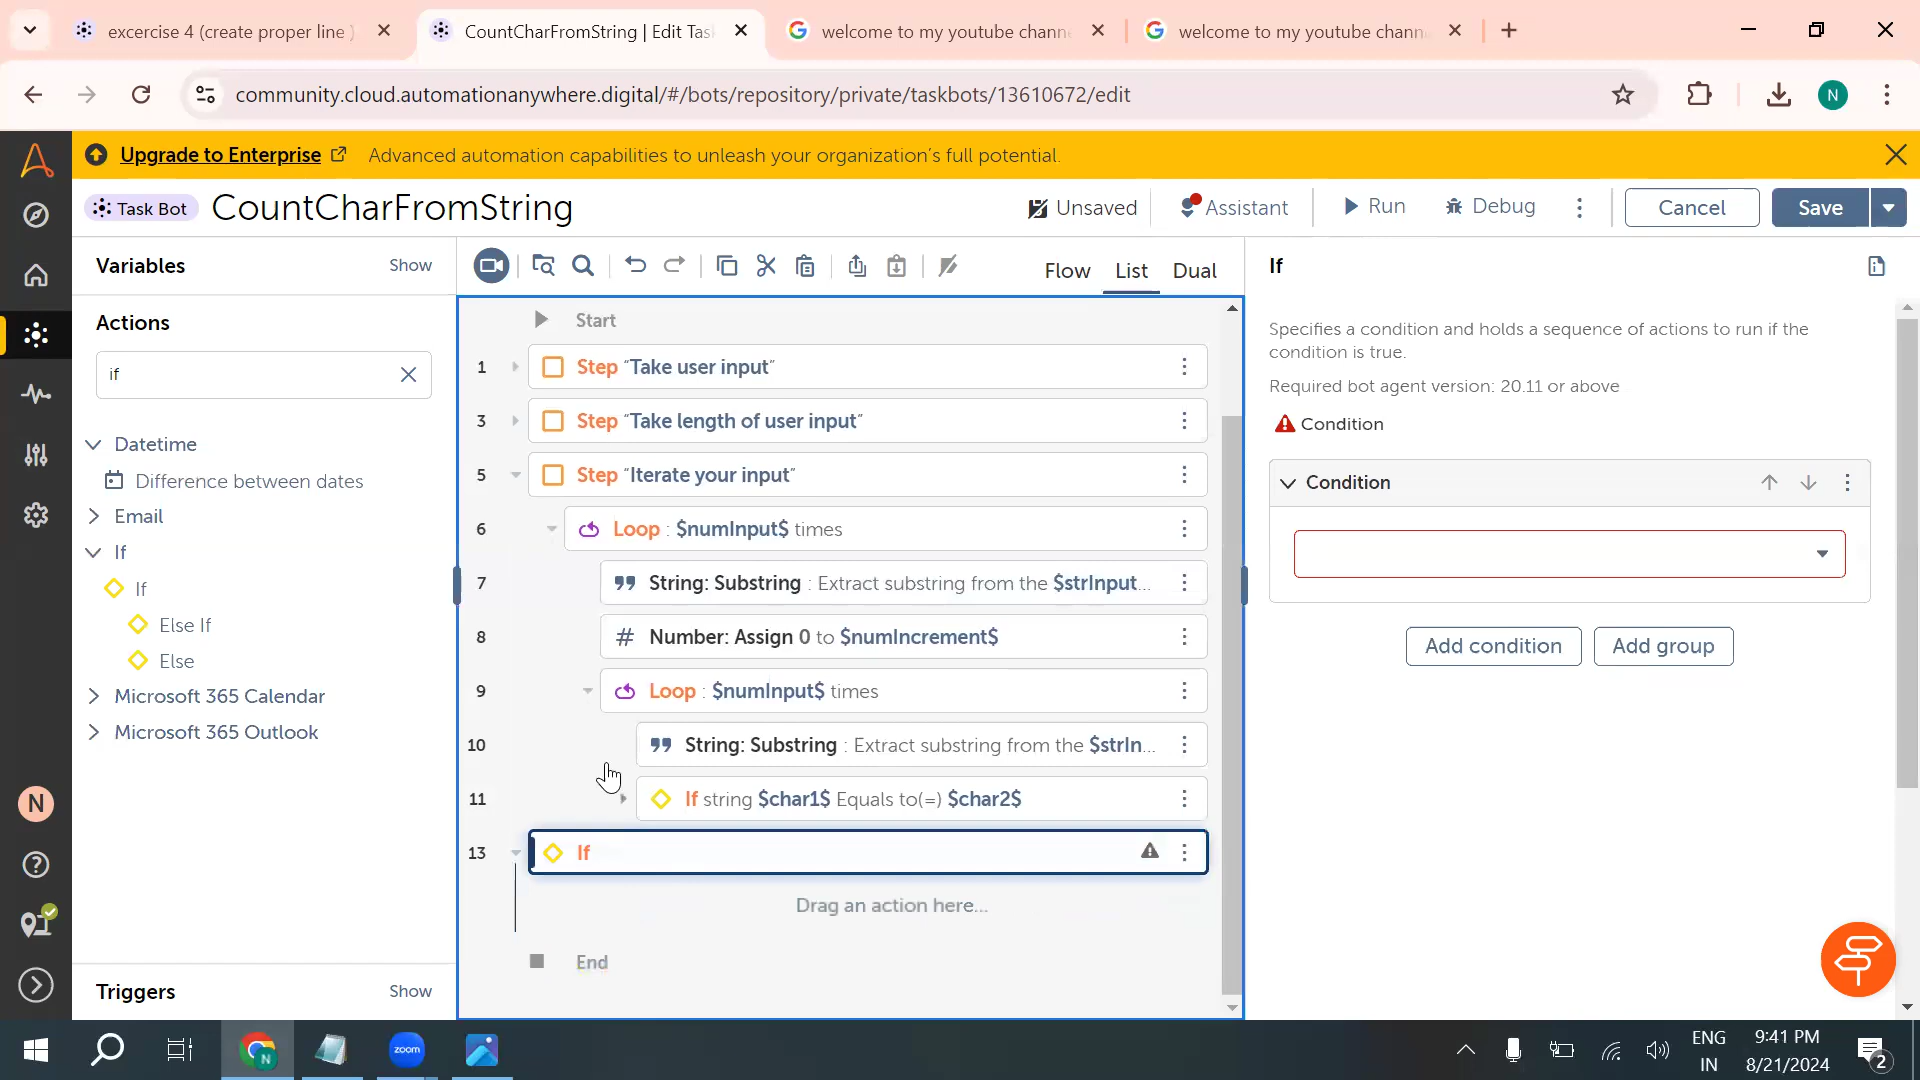 excercise 4 (create proper line )
CountCharFromString | Edit Tas
welcome to my youtube chann
welcome to my youtube chann
community.cloud.automationanywhere.digital/#/bots/repository/private/taskbots/13610672/edit
N
Upgrade to Enterprise
Advanced automation capabilities to unleash your organization's full potential.
Task Bot
CountCharFromString
Unsaved
Assistant
Run
Debug
Cancel
Save
Variables
Show
Flow
List
Dual
If
Actions
if
Datetime
Difference between dates
Email
If
If
Else If
Else
Microsoft 365 Calendar
Microsoft 365 Outlook
Triggers
Show
Start
1 Step “Take user input”
3 Step “Take length of user input”
5 Step “Iterate your input”
6 Loop : $numInput$ times
7 String: Substring : Extract substring from the $strInput...
8 # Number: Assign 0 to $numIncrement$
9 Loop : $numInput$ times
10 String: Substring : Extract substring from the $strIn...
11 If string $char1$ Equals to(=) $char2$
13 If
Drag an action here...
End
Specifies a condition and holds a sequence of actions to run if the
condition is true.
Required bot agent version: 20.11 or above
Condition
Condition
Add condition
Add group
N
zoom
N
ENG
IN
9:41 PM
8/21/2024
2